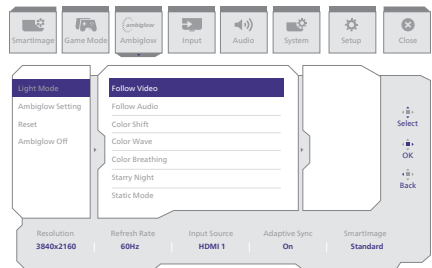 SmartImage
Game Mode
ambiglow
Ambiglow
Input
Audio
System
Setup
Close
Light Mode
Ambiglow Setting
Reset
Ambiglow Off
Follow Video
Follow Audio
Color Shift
Color Wave
Color Breathing
Starry Night
Static Mode
Select
OK
Back
Resolution
3840x2160
Refresh Rate
60Hz
Input Source
HDMI 1
Adaptive Sync
On
SmartImage
Standard